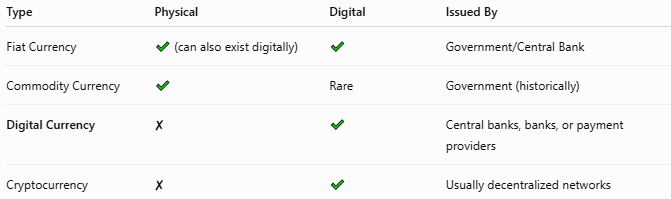 Type Physical Digital Issued By
Fiat Currency ✔ (can also exist digitally) ✔ Government/Central Bank
Commodity Currency ✔ Rare Government (historically)
Digital Currency ✗ ✔ Central banks, banks, or payment
providers
Cryptocurrency ✗ ✔ Usually decentralized networks